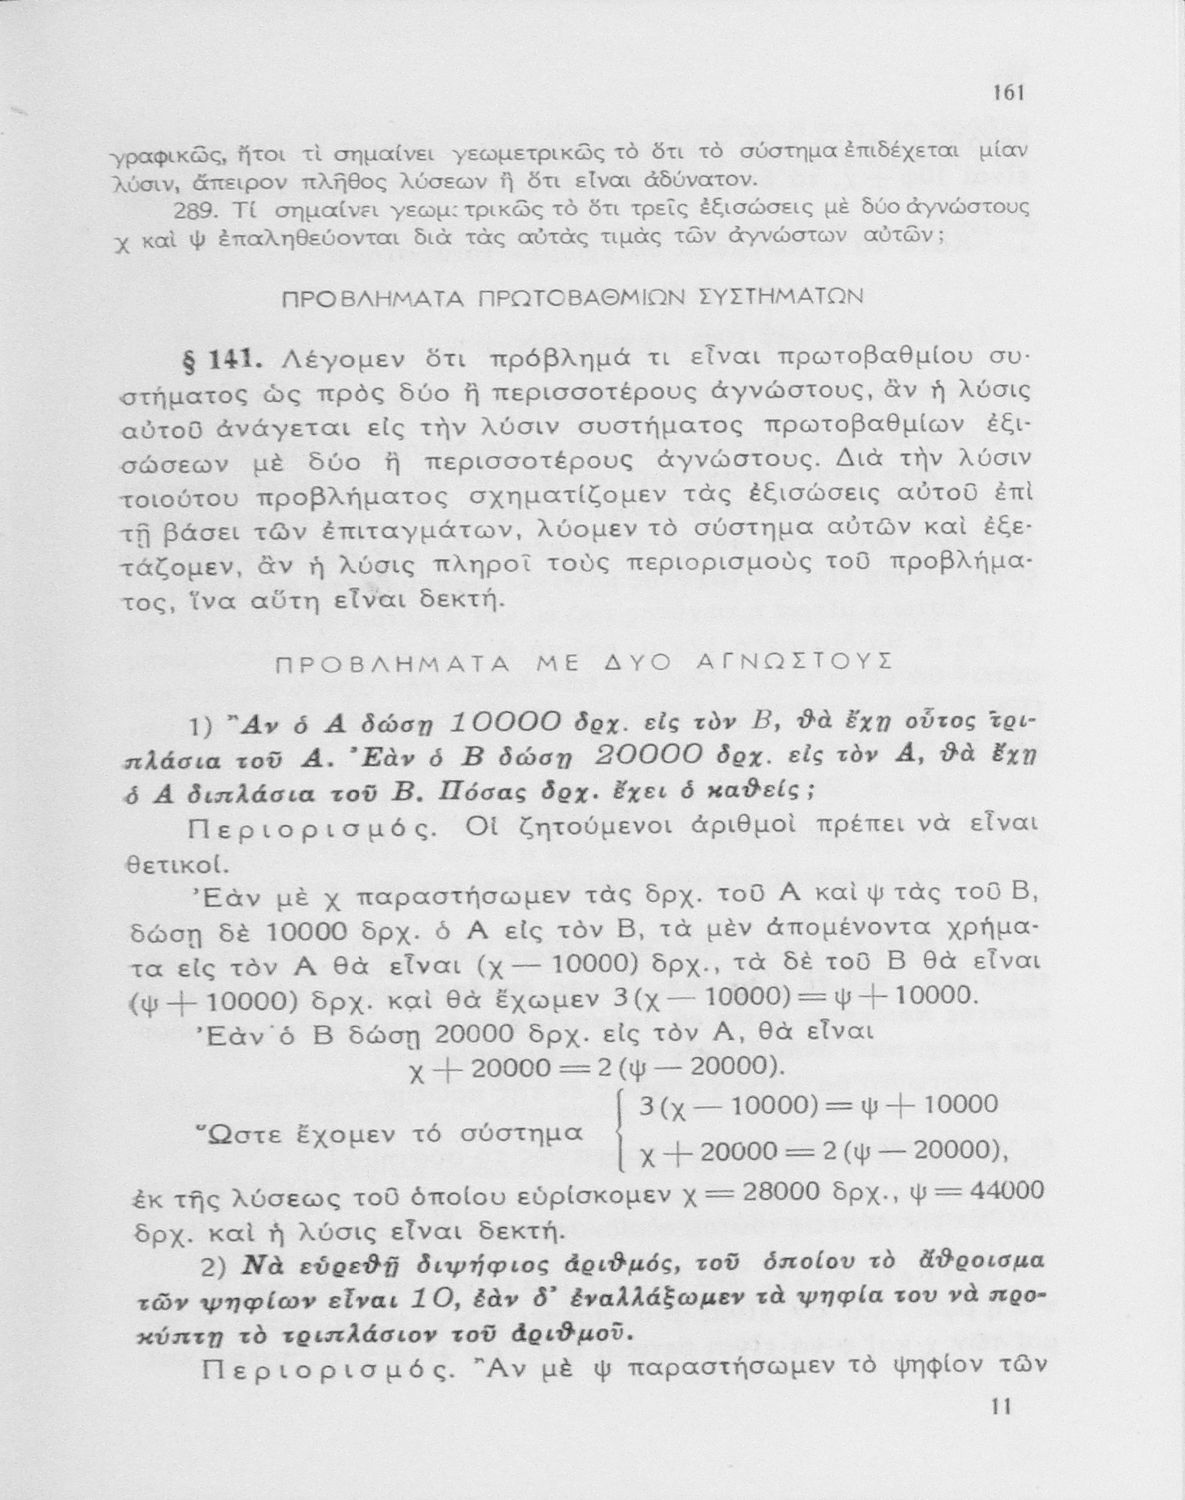 161
γραφικῶς, ἤτοι τὶ σημαίνει γεωμετρικῶς τὸ ὅτι τὸ σύστημα ἐπιδέχεται μίαν
λύσιν, ἄπειρον πλῆθος λύσεων ἢ ὅτι εἶναι ἀδύνατον.
289. Τί σημαίνει γεωμ:τρικῶς τὸ ὅτι τρεῖς ἐξισώσεις μὲ δύο ἀγνώστους
χ καὶ ψ ἐπαληθεύονται διὰ τὰς αὐτὰς τιμὰς τῶν ἀγνώστων αὐτῶν;
ΠΡΟΒΛΗΜΑΤΑ ΠΡΩΤΟΒΑΘΜΙΩΝ ΣΥΣΤΗΜΑΤΩΝ
§ 141. Λέγομεν ὅτι πρόβλημά τι εἶναι πρωτοβαθμίου συ-
στήματος ὡς πρὸς δύο ἢ περισσοτέρους ἀγνώστους, ἂν ἡ λύσις
αὐτοῦ ἀνάγεται εἰς τὴν λύσιν συστήματος πρωτοβαθμίων ἐξι-
σώσεων μὲ δύο ἢ περισσοτέρους ἀγνώστους. Διὰ τὴν λύσιν
τοιούτου προβλήματος σχηματίζομεν τὰς ἐξισώσεις αὐτοῦ ἐπὶ
τῇ βάσει τῶν ἐπιταγμάτων, λύομεν τὸ σύστημα αὐτῶν καὶ ἐξε-
τάζομεν, ἂν ἡ λύσις πληροῖ τοὺς περιορισμοὺς τοῦ προβλήμα-
τος, ἵνα αὕτη εἶναι δεκτή.
ΠΡΟΒΛΗΜΑΤΑ ΜΕ ΔΥΟ ΑΓΝΩΣΤΟΥΣ
1) Ἂν ὁ Α δώσῃ 10000 δρχ. εἰς τὸν Β, θὰ ἔχῃ οὗτος τρι-
πλάσια τοῦ Α. Ἐὰν ὁ Β δώσῃ 20000 δρχ. εἰς τὸν Α, θὰ ἔχῃ
ὁ Α διπλάσια τοῦ Β. Πόσας δρχ. ἔχει ὁ καθείς;
Περιορισμός. Οἱ ζητούμενοι ἀριθμοὶ πρέπει νὰ εἶναι
θετικοί.
Ἐὰν μὲ χ παραστήσωμεν τὰς δρχ. τοῦ Α καὶ ψ τὰς τοῦ Β,
δώσῃ δὲ 10000 δρχ. ὁ Α εἰς τὸν Β, τὰ μὲν ἀπομένοντα χρήμα-
τα εἰς τὸν Α θὰ εἶναι (χ — 10000) δρχ., τὰ δὲ τοῦ Β θὰ εἶναι
(ψ + 10000) δρχ. καὶ θὰ ἔχωμεν 3(χ — 10000) = ψ + 10000.
Ἐὰν ὁ Β δώσῃ 20000 δρχ. εἰς τὸν Α, θὰ εἶναι
χ + 20000 = 2 (ψ — 20000).
Ὥστε ἔχομεν τό σύστημα { 3 (χ — 10000) = ψ + 10000
χ + 20000 = 2 (ψ — 20000),
ἐκ τῆς λύσεως τοῦ ὁποίου εὑρίσκομεν χ = 28000 δρχ., ψ = 44000
δρχ. καὶ ἡ λύσις εἶναι δεκτή.
2) Νὰ εὑρεθῇ διψήφιος ἀριθμός, τοῦ ὁποίου τὸ ἄθροισμα
τῶν ψηφίων εἶναι 10, ἐὰν δ' ἐναλλάξωμεν τὰ ψηφία του νὰ προ-
κύπτῃ τὸ τριπλάσιον τοῦ ἀριθμοῦ.
Περιορισμός. Ἂν μὲ ψ παραστήσωμεν τὸ ψηφίον τῶν
11